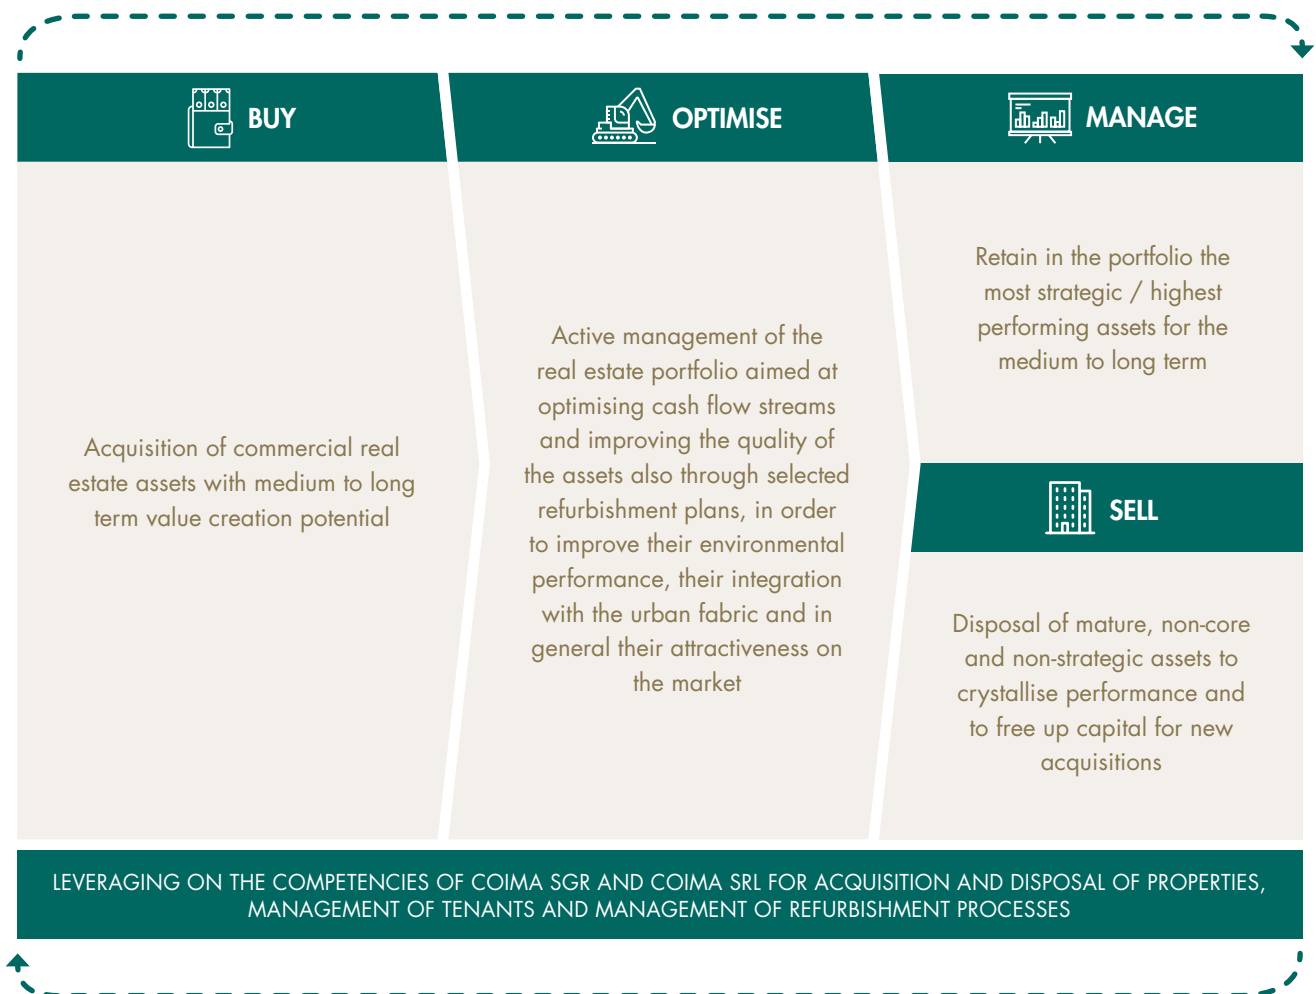 BUY
Acquisition of commercial real
estate assets with medium to long
term value creation potential
OPTIMISE
Active management of the
real estate portfolio aimed at
optimising cash flow streams
and improving the quality of
the assets also through selected
refurbishment plans, in order
to improve their environmental
performance, their integration
with the urban fabric and in
general their attractiveness on
the market
MANAGE
Retain in the portfolio the
most strategic / highest
performing assets for the
medium to long term
SELL
Disposal of mature, non-core
and non-strategic assets to
crystallise performance and
to free up capital for new
acquisitions
LEVERAGING ON THE COMPETENCIES OF COIMA SGR AND COIMA SRL FOR ACQUISITION AND DISPOSAL OF PROPERTIES,
MANAGEMENT OF TENANTS AND MANAGEMENT OF REFURBISHMENT PROCESSES